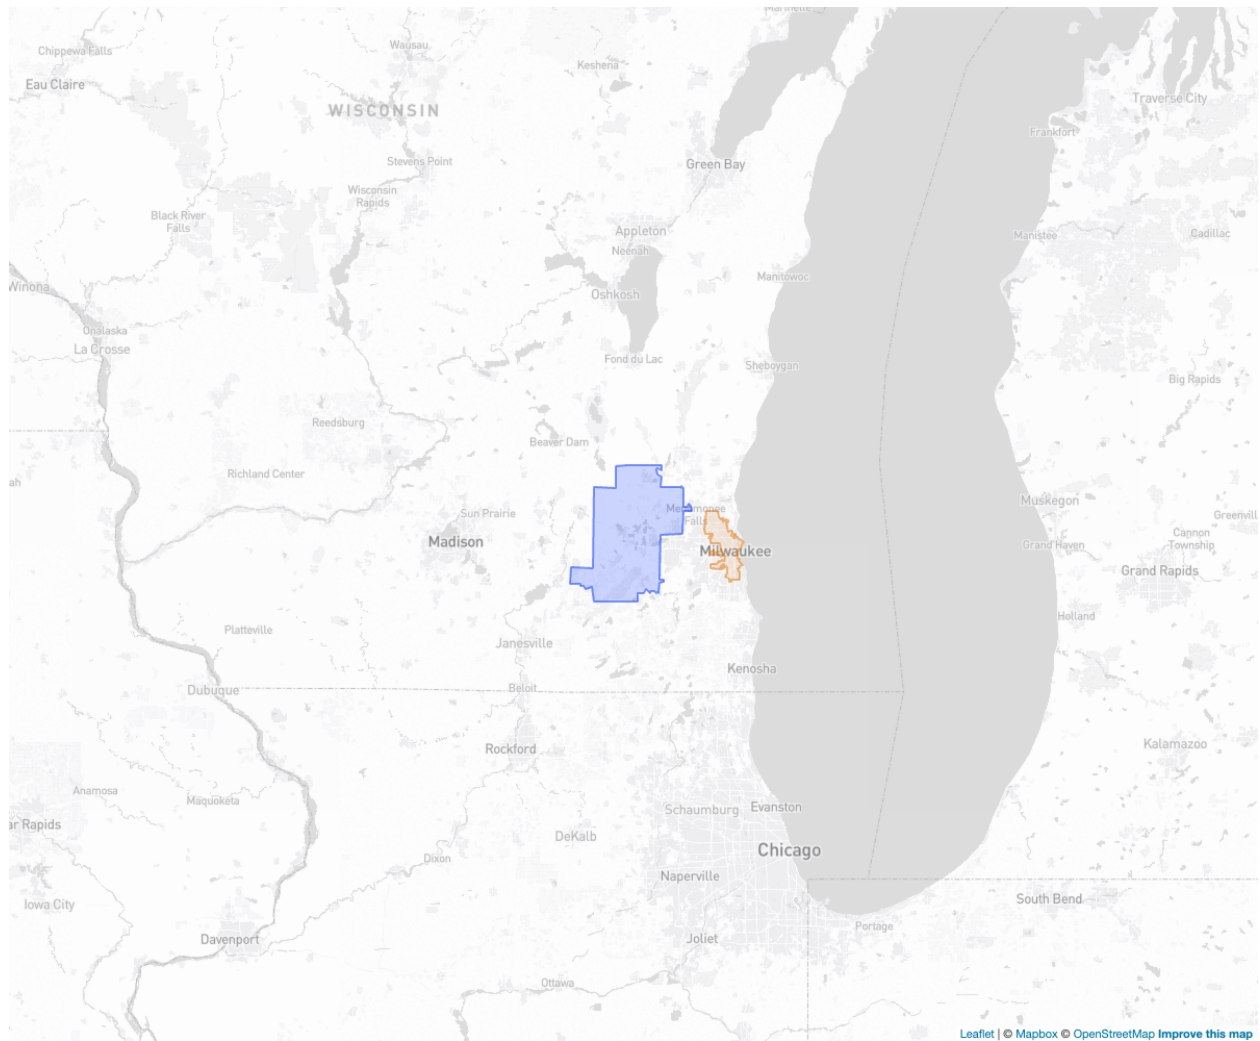 Marinette
Wausau
Chippewa Falls
Keshena
Eau Claire
WISCONSIN
Traverse City
Frankfort
Stevens Point
Green Bay
Wisconsin
Rapids
Black River
Falls
Appleton
Manistee
Cadillac
Neenah
Manitowoc
Winona
Oshkosh
Onalaska
La Crosse
Fond du Lac
Sheboygan
Big Rapids
Reedsburg
Beaver Dam
Richland Center
ah
Muskegon
Menomonee
Falls
Sun Prairie
Greenvill
Cannon
Township
Madison
Milwaukee
Grand Haven
Grand Rapids
Holland
Platteville
Janesville
Kenosha
Dubuque
Beloit
Rockford
Kalamazoo
Anamosa
Maquoketa
Schaumburg
Evanston
ar Rapids
DeKalb
Chicago
Dixon
Naperville
Iowa City
South Bend
Portage
Davenport
Joliet
Ottawa
Leaflet | © Mapbox © OpenStreetMap Improve this map